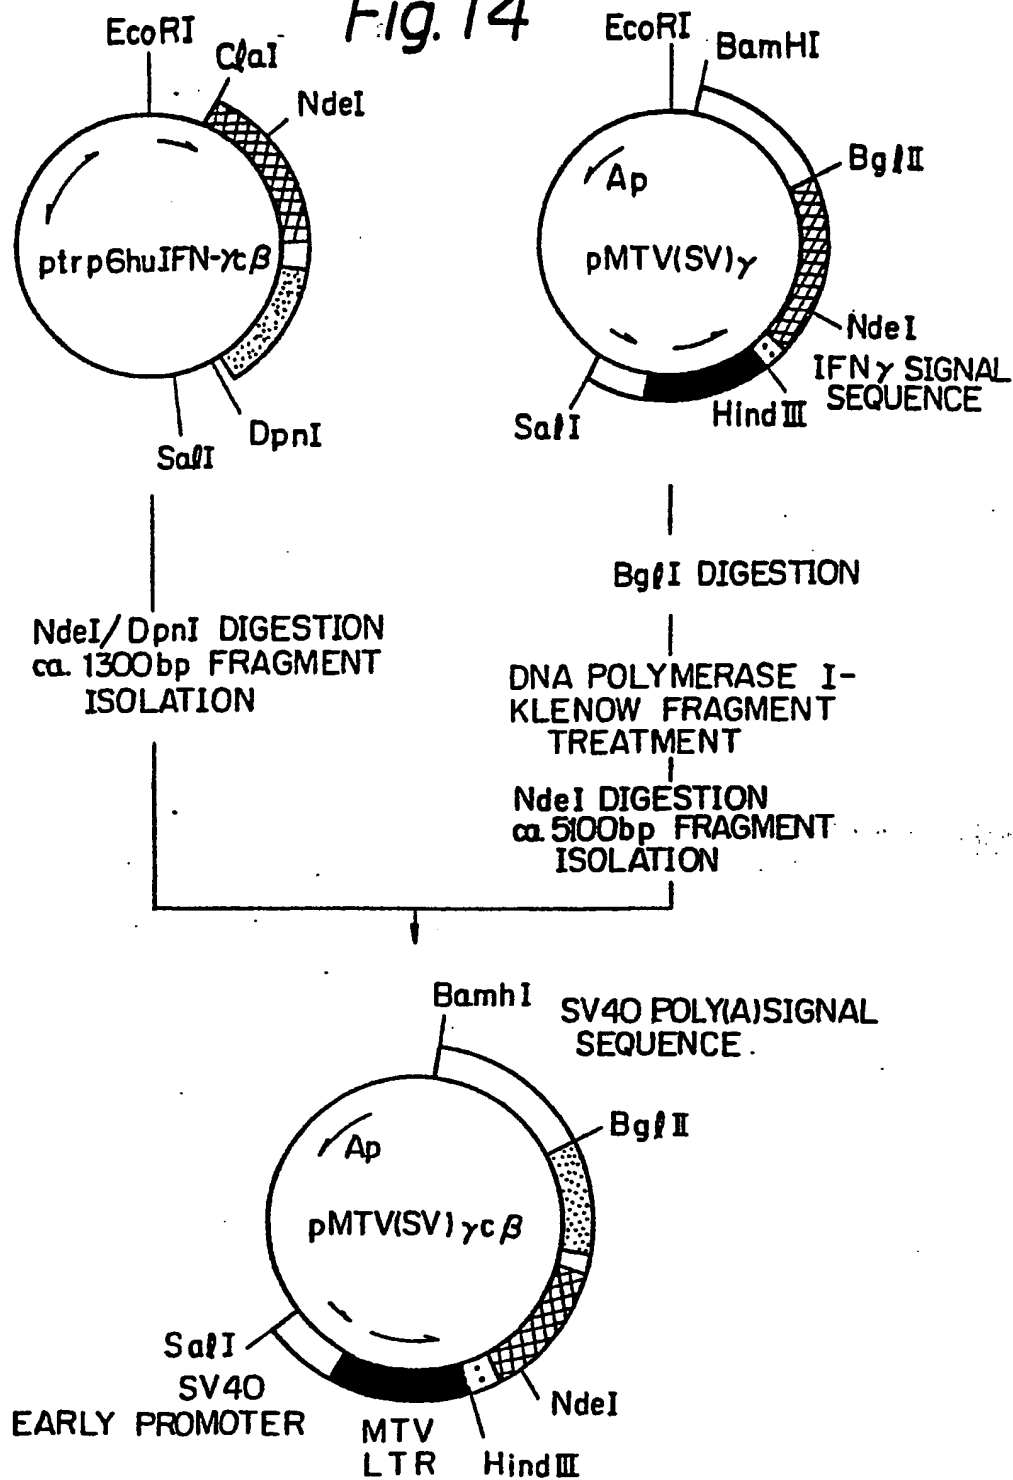 Fig. 14
EcoRI
ClaI
NdeI
ptrp6huIFN-γcβ
DpnI
SalI
EcoRI
BamHI
BglII
Ap
pMTV(SV)γ
NdeI
IFNγ SIGNAL
SEQUENCE
HindIII
SalI
NdeI/DpnI DIGESTION
ca. 1300bp FRAGMENT
ISOLATION
BglI DIGESTION
DNA POLYMERASE I-
KLENOW FRAGMENT
TREATMENT
NdeI DIGESTION
ca. 5100bp FRAGMENT
ISOLATION
BamhI
SV40 POLY(A)SIGNAL
SEQUENCE.
BglII
Ap
pMTV(SV)γcβ
SalI
SV40
EARLY PROMOTER
MTV
LTR
HindIII
NdeI